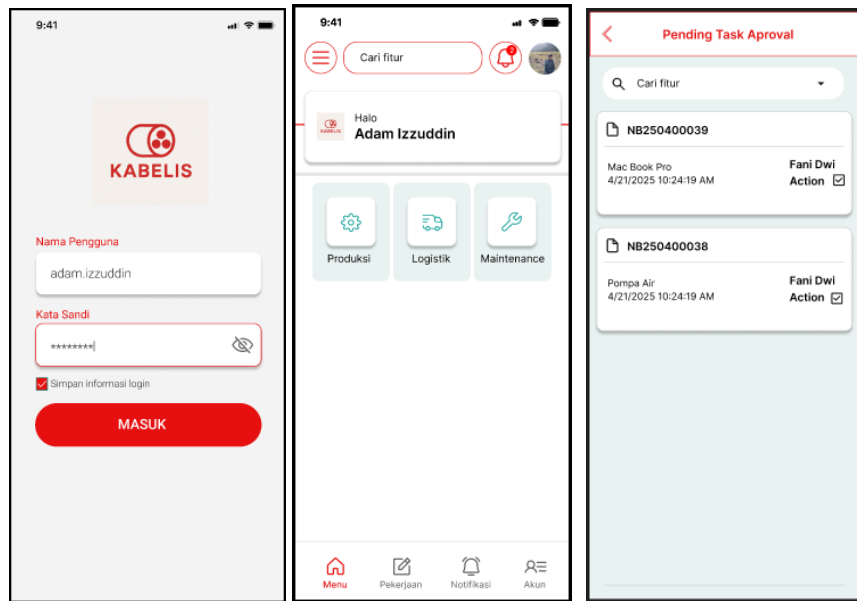 9:41
KABELIS
Nama Pengguna
adam.izzuddin
Kata Sandi
********
Simpan informasi login
MASUK
9:41
Cari fitur
2
KABELIS
Halo
Adam Izzuddin
Produksi
Logistik
Maintenance
Menu
Pekerjaan
Notifikasi
Akun
Pending Task Aproval
Cari fitur
NB250400039
Mac Book Pro
Fani Dwi
4/21/2025 10:24:19 AM
Action
NB250400038
Pompa Air
Fani Dwi
4/21/2025 10:24:19 AM
Action